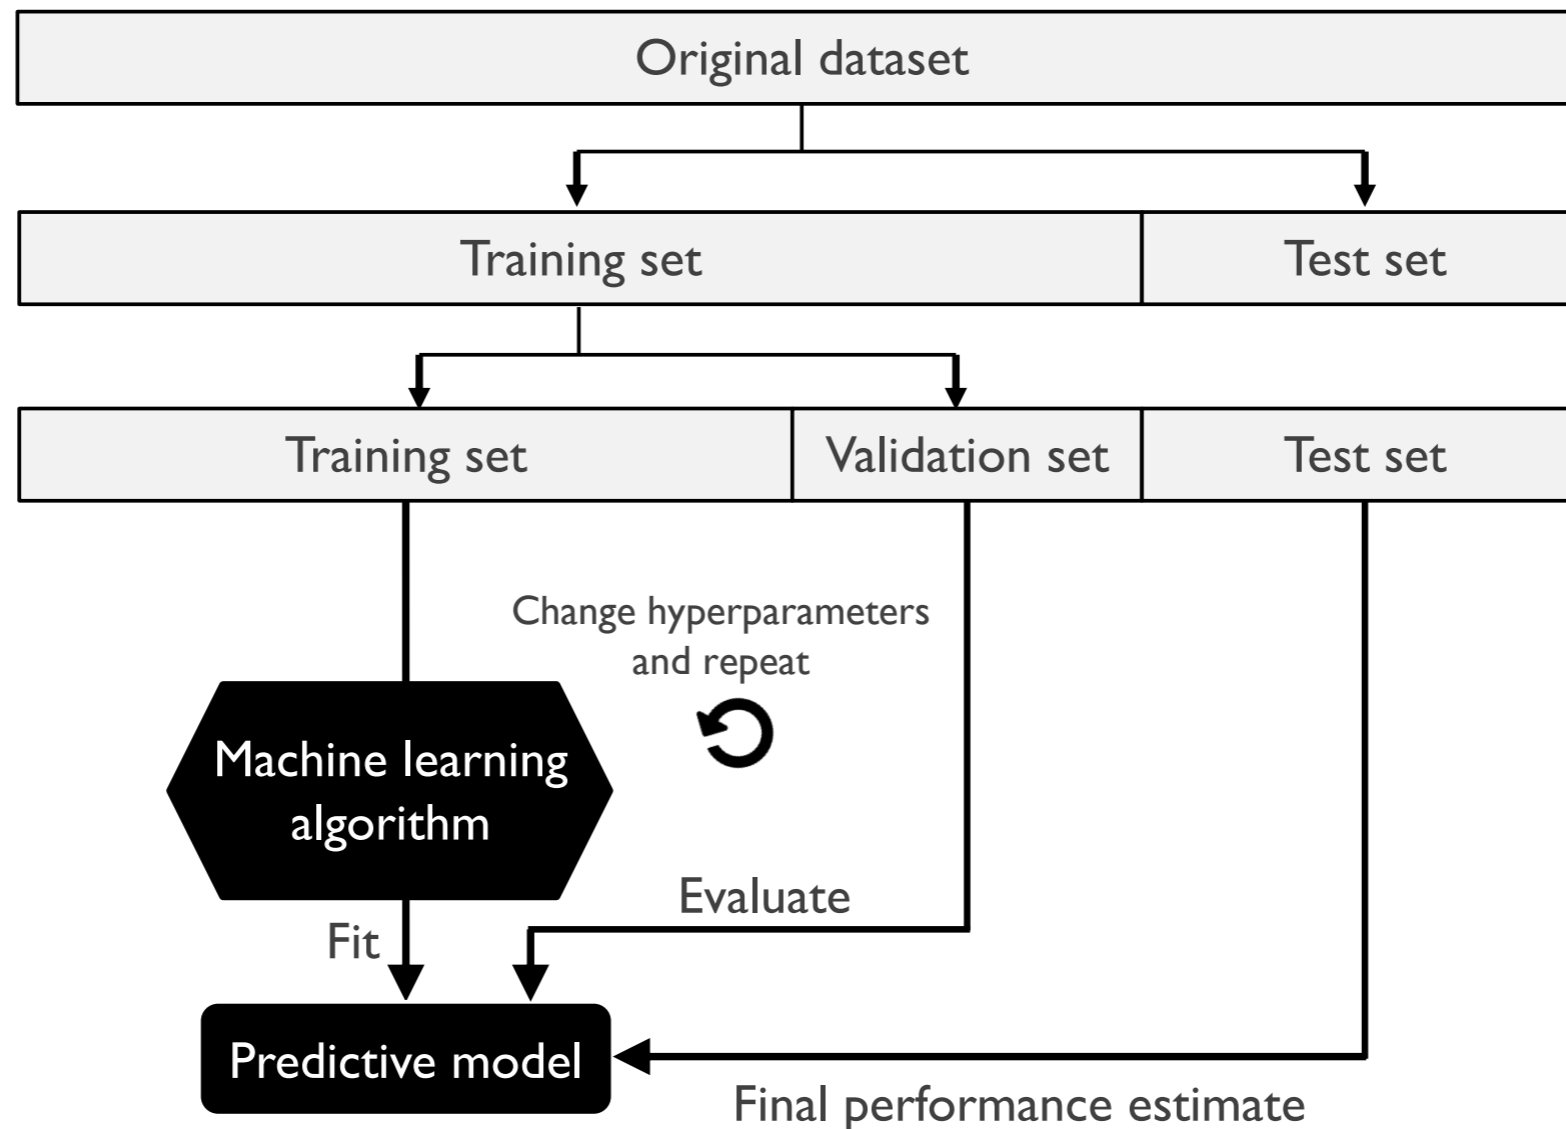 Original dataset
Training set
Test set
Training set
Validation set
Test set
Change hyperparameters
and repeat
Machine learning
algorithm
Evaluate
Fit
Predictive model
Final performance estimate